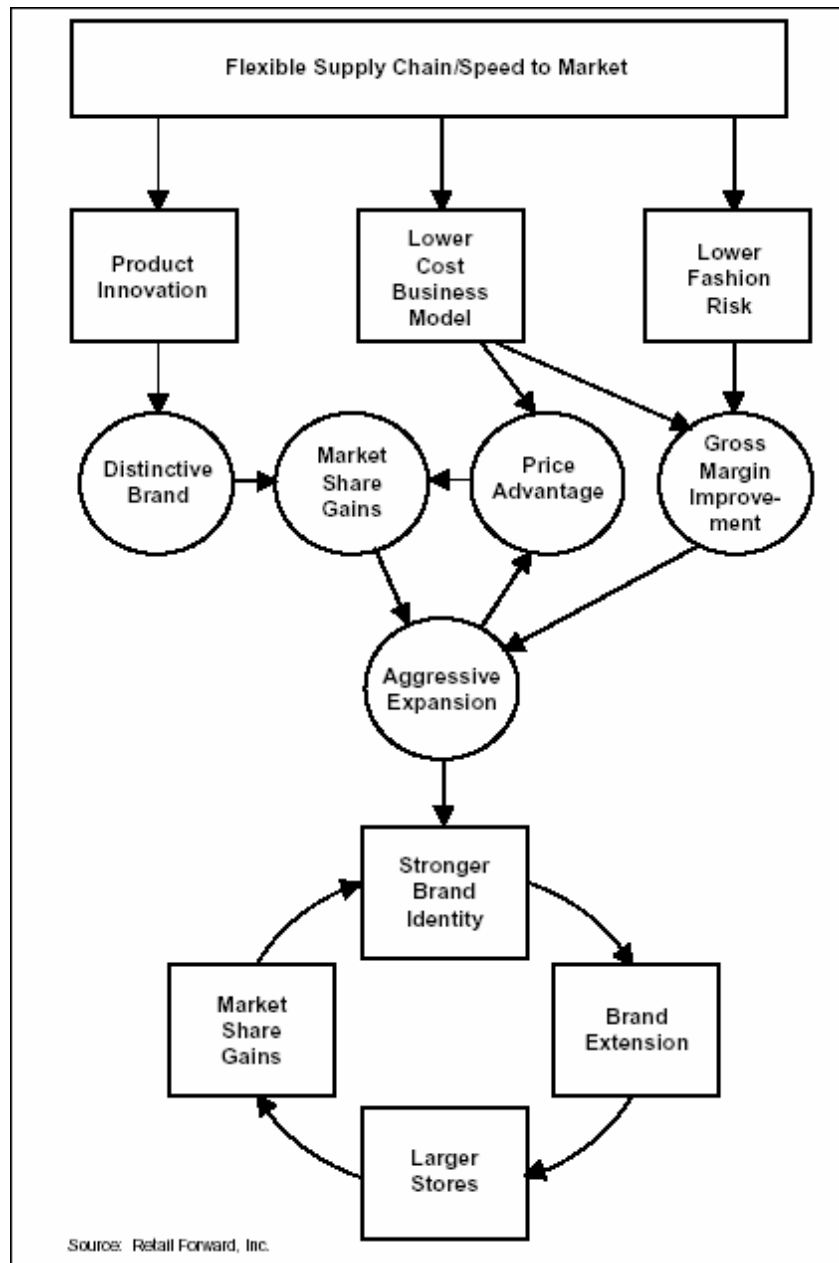 Flexible Supply Chain/Speed to Market
Product
Innovation
Lower
Cost
Business
Model
Lower
Fashion
Risk
Distinctive
Brand
Market
Share
Gains
Price
Advantage
Gross
Margin
Improve-
ment
Aggressive
Expansion
Stronger
Brand
Identity
Market
Share
Gains
Brand
Extension
Larger
Stores
Source: Retail Forward, Inc.